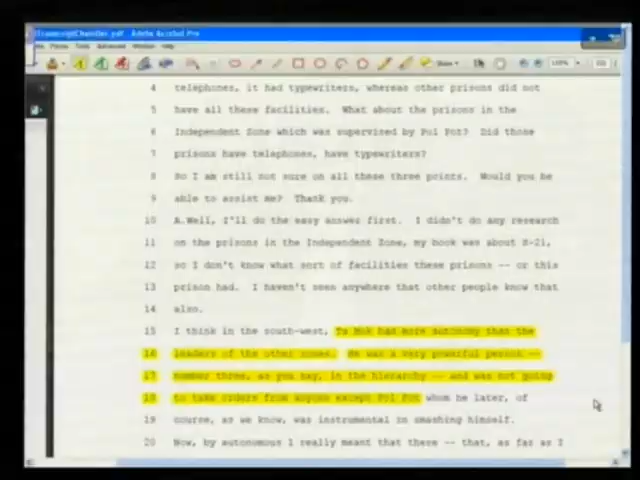 TranscriptChandler.pdf - Adobe Acrobat Pro
Tools Advanced Window Help
4 telephones, it had typewriters, whereas other prisons did not
5 have all these facilities. What about the prisons in the
6 Independent Zone which was supervised by Pol Pot? Did those
7 prisons have telephones, have typewriters?
8 So I am still not sure on all these three points. Would you be
9 able to assist me? Thank you.
10 A.Well, I'll do the easy answer first. I didn't do any research
11 on the prisons in the Independent Zone, my book was about S-21,
12 so I don't know what sort of facilities these prisons -- or this
13 prison had. I haven't seen anywhere that other people know that
14 also.
15 I think in the south-west, Ta Mok had more autonomy than the
16 leaders of the other zones. He was a very powerful person --
17 number three, as you say, in the hierarchy -- and was not going
18 to take orders from anyone except Pol Pot whom he later, of
19 course, as we know, was instrumental in smashing himself.
20 Now, by autonomous I really meant that there -- that, as far as I